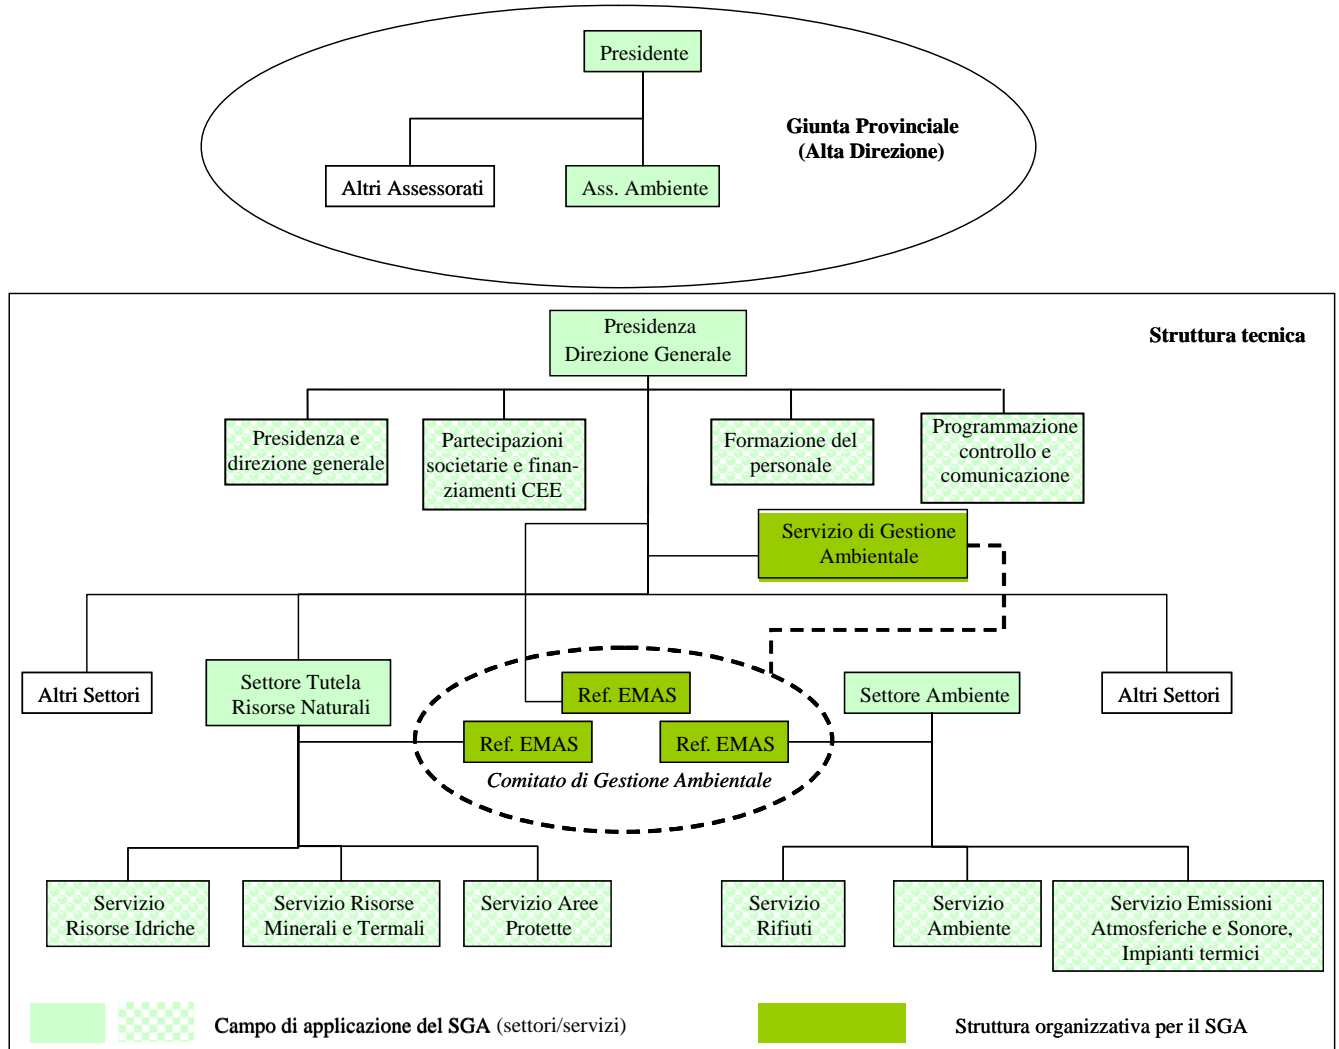 Presidente
Giunta Provinciale
(Alta Direzione)
Altri Assessorati
Ass. Ambiente
Presidenza
Direzione Generale
Struttura tecnica
Presidenza e
direzione generale
Partecipazioni
societarie e finan-
ziamenti CEE
Formazione del
personale
Programmazione
controllo e
comunicazione
Servizio di Gestione
Ambientale
Altri Settori
Settore Tutela
Risorse Naturali
Ref. EMAS
Settore Ambiente
Altri Settori
Ref. EMAS
Ref. EMAS
Comitato di Gestione Ambientale
Servizio
Risorse Idriche
Servizio Risorse
Minerali e Termali
Servizio Aree
Protette
Servizio
Rifiuti
Servizio
Ambiente
Servizio Emissioni
Atmosferiche e Sonore,
Impianti termici
Campo di applicazione del SGA (settori/servizi)
Struttura organizzativa per il SGA